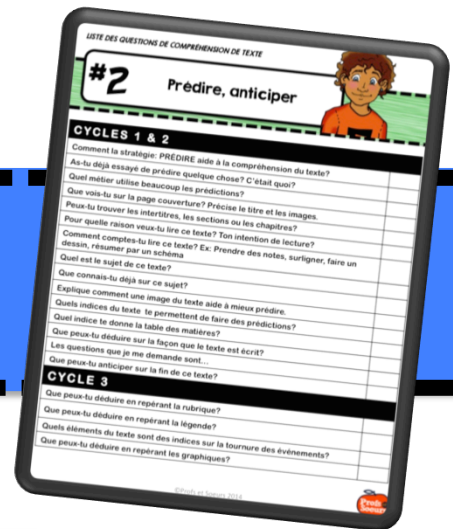 LISTE DES QUESTIONS DE COMPRÉHENSION DE TEXTE
#2 Prédire, anticiper
CYCLES 1 & 2
Comment la stratégie: PRÉDIRE aide à la compréhension du texte?
As-tu déjà essayé de prédire quelque chose? C'était quoi?
Quel métier utilise beaucoup les prédictions?
Que vois-tu sur la page couverture? Précise le titre et les images.
Peux-tu trouver les intertitres, les sections ou les chapitres?
Pour quelle raison veux-tu lire ce texte? Ton intention de lecture?
Comment comptes-tu lire ce texte? Ex: Prendre des notes, surligner, faire un
dessin, résumer par un schéma
Quel est le sujet de ce texte?
Que connais-tu déjà sur ce sujet?
Explique comment une image du texte aide à mieux prédire.
Quels indices du texte te permettent de faire des prédictions?
Quel indice te donne la table des matières?
Que peux-tu déduire sur la façon que le texte est écrit?
Les questions que je me demande sont...
Que peux-tu anticiper sur la fin de ce texte?
CYCLE 3
Que peux-tu déduire en repérant la rubrique?
Que peux-tu déduire en repérant la légende?
Quels éléments du texte sont des indices sur la tournure des événements?
Que peux-tu déduire en repérant les graphiques?
©Profs et Soeurs 2014
Profs
Soeurs